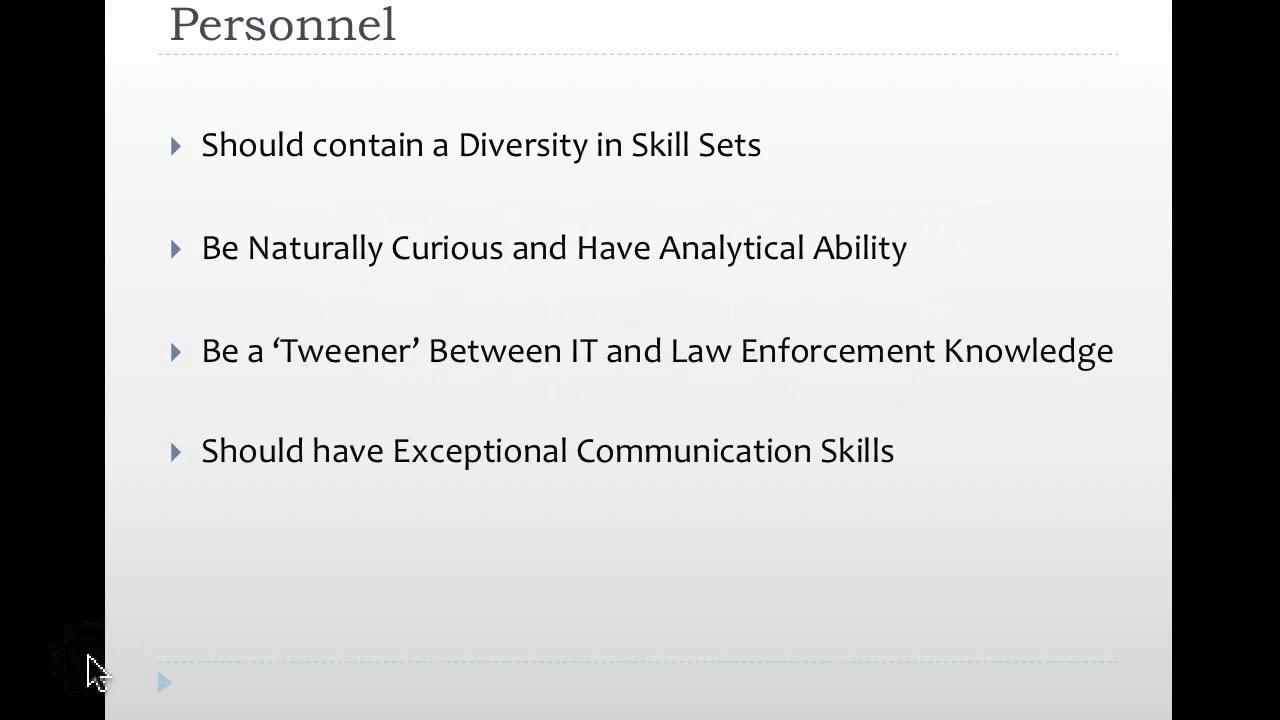 Personnel
Should contain a Diversity in Skill Sets
Be Naturally Curious and Have Analytical Ability
Be a ‘Tweener’ Between IT and Law Enforcement Knowledge
Should have Exceptional Communication Skills